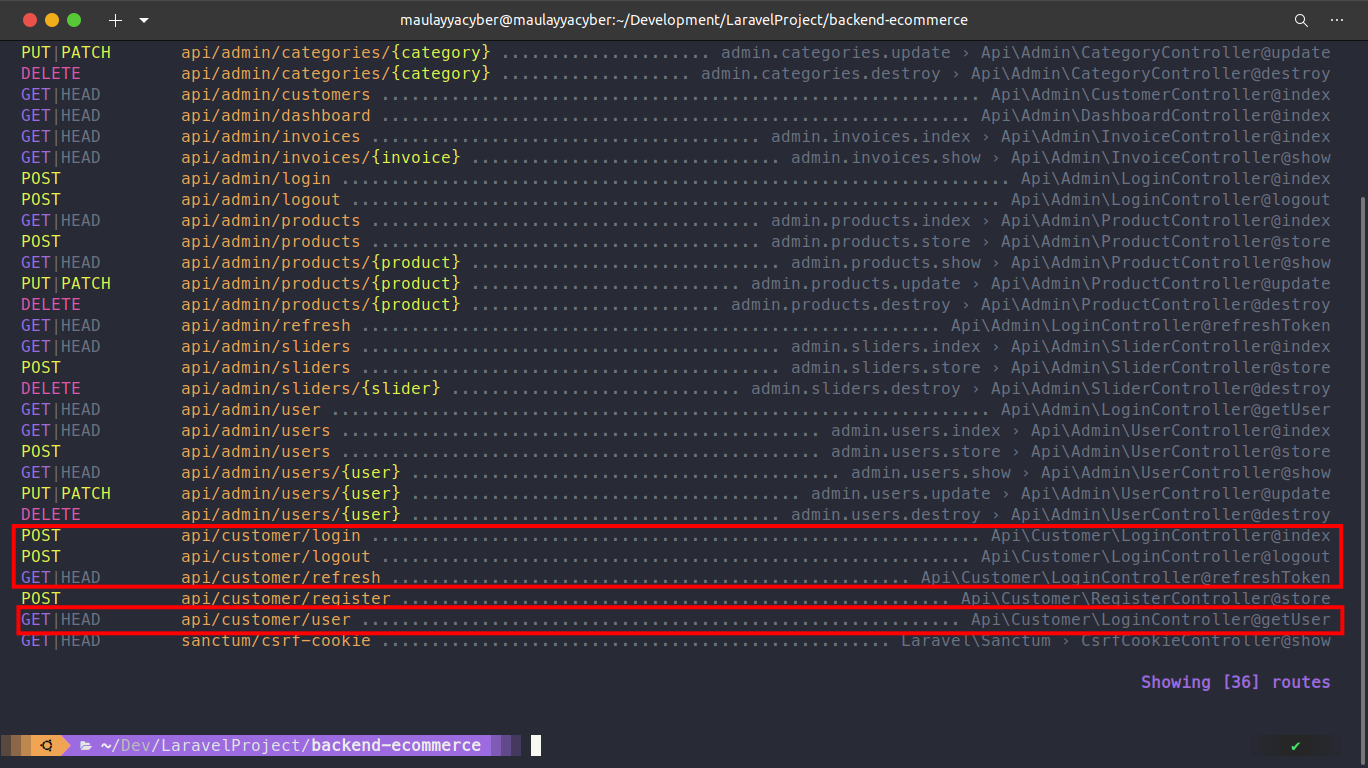 maulayyacyber@maulayyacyber:~/Development/LaravelProject/backend-ecommerce
PUT|PATCH api/admin/categories/{category} ..................... admin.categories.update › Api\Admin\CategoryController@update
DELETE api/admin/categories/{category} ................... admin.categories.destroy › Api\Admin\CategoryController@destroy
GET|HEAD api/admin/customers ............................................................ Api\Admin\CustomerController@index
GET|HEAD api/admin/dashboard ........................................................... Api\Admin\DashboardController@index
GET|HEAD api/admin/invoices ....................................... admin.invoices.index › Api\Admin\InvoiceController@index
GET|HEAD api/admin/invoices/{invoice} ............................... admin.invoices.show › Api\Admin\InvoiceController@show
POST api/admin/login ................................................................... Api\Admin\LoginController@index
POST api/admin/logout ................................................................. Api\Admin\LoginController@logout
GET|HEAD api/admin/products ....................................... admin.products.index › Api\Admin\ProductController@index
POST api/admin/products ....................................... admin.products.store › Api\Admin\ProductController@store
GET|HEAD api/admin/products/{product} ............................... admin.products.show › Api\Admin\ProductController@show
PUT|PATCH api/admin/products/{product} ........................... admin.products.update › Api\Admin\ProductController@update
DELETE api/admin/products/{product} ......................... admin.products.destroy › Api\Admin\ProductController@destroy
GET|HEAD api/admin/refresh .......................................................... Api\Admin\LoginController@refreshToken
GET|HEAD api/admin/sliders .......................................... admin.sliders.index › Api\Admin\SliderController@index
POST api/admin/sliders .......................................... admin.sliders.store › Api\Admin\SliderController@store
DELETE api/admin/sliders/{slider} ............................. admin.sliders.destroy › Api\Admin\SliderController@destroy
GET|HEAD api/admin/user .................................................................. Api\Admin\LoginController@getUser
GET|HEAD api/admin/users ................................................ admin.users.index › Api\Admin\UserController@index
POST api/admin/users ................................................ admin.users.store › Api\Admin\UserController@store
GET|HEAD api/admin/users/{user} ........................................... admin.users.show › Api\Admin\UserController@show
PUT|PATCH api/admin/users/{user} ....................................... admin.users.update › Api\Admin\UserController@update
DELETE api/admin/users/{user} ..................................... admin.users.destroy › Api\Admin\UserController@destroy
POST api/customer/login ............................................................. Api\Customer\LoginController@index
POST api/customer/logout ........................................................... Api\Customer\LoginController@logout
GET|HEAD api/customer/refresh .................................................... Api\Customer\LoginController@refreshToken
POST api/customer/register ....................................................... Api\Customer\RegisterController@store
GET|HEAD api/customer/user ............................................................ Api\Customer\LoginController@getUser
GET|HEAD sanctum/csrf-cookie ................................................... Laravel\Sanctum › CsrfCookieController@show
Showing [36] routes
~/Dev/LaravelProject/backend-ecommerce